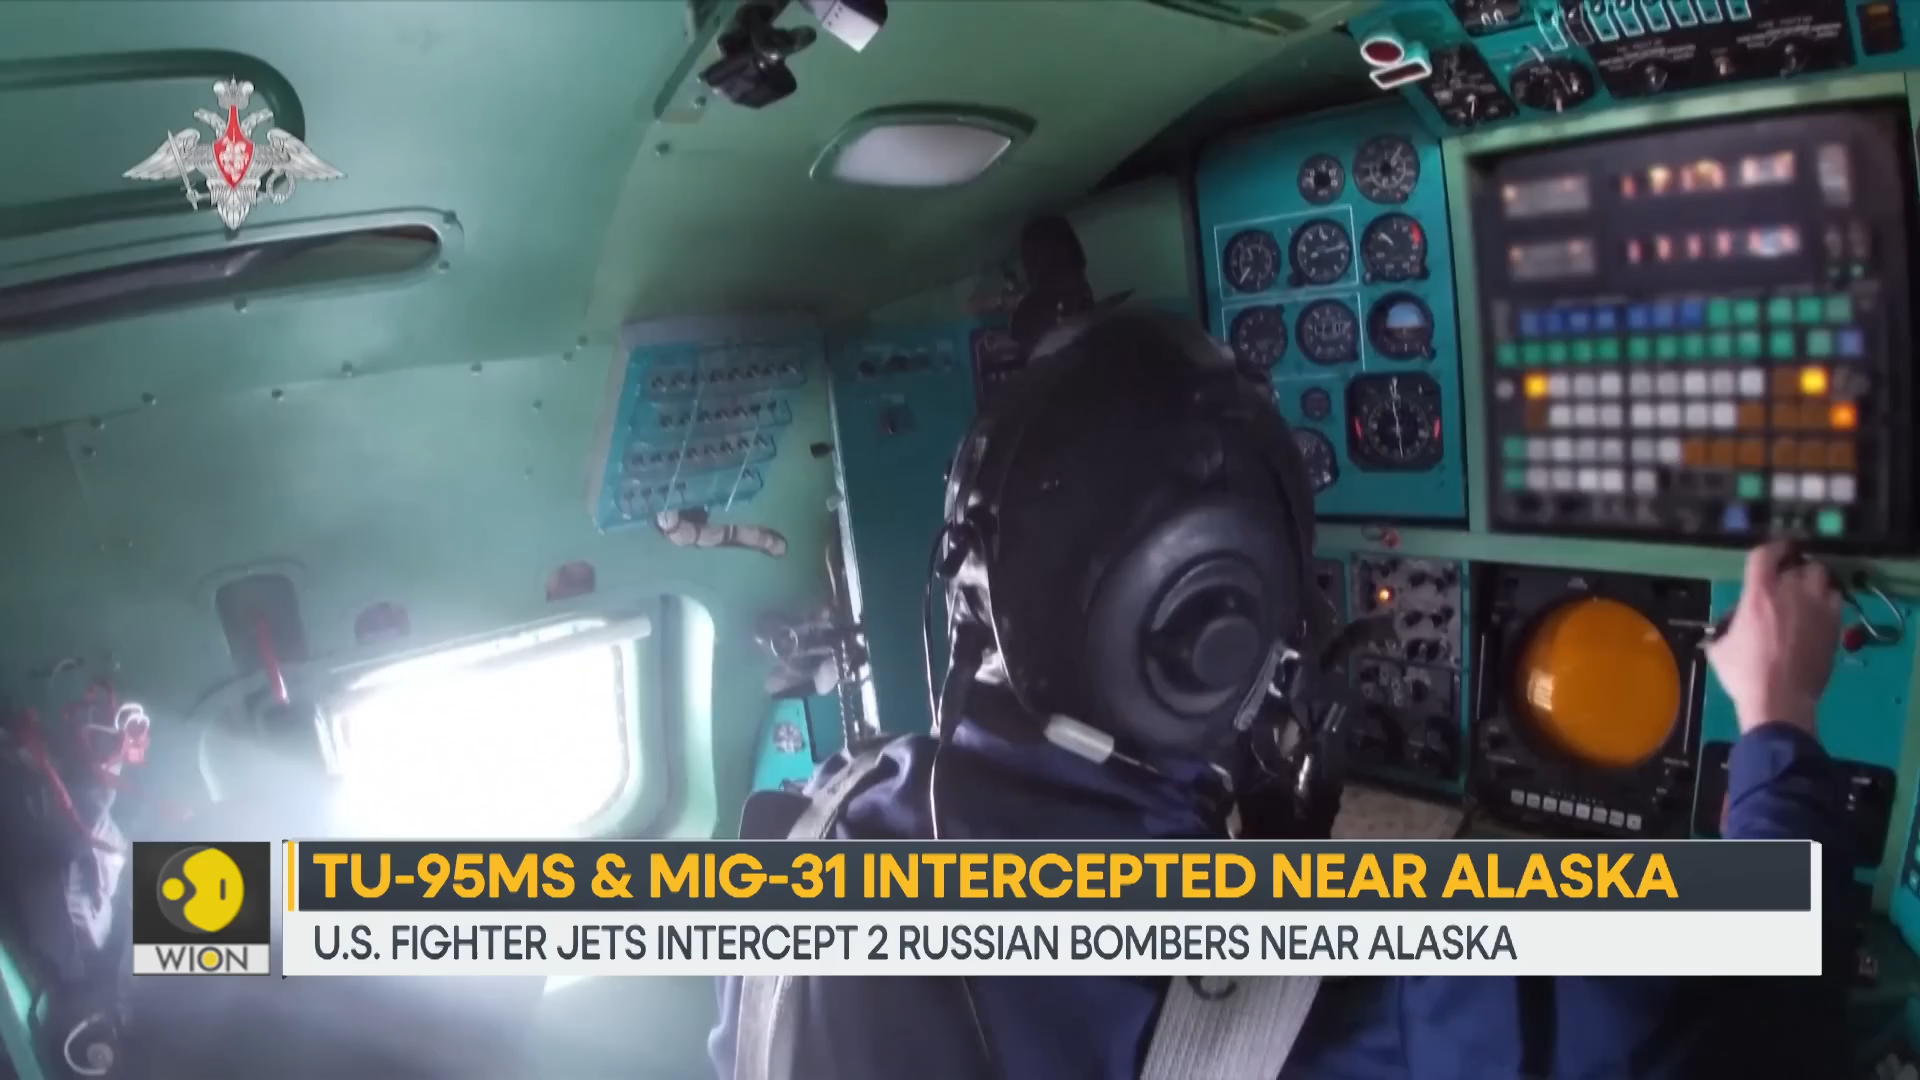 TU-95MS & MIG-31 INTERCEPTED NEAR ALASKA
U.S. FIGHTER JETS INTERCEPT 2 RUSSIAN BOMBERS NEAR ALASKA
WION